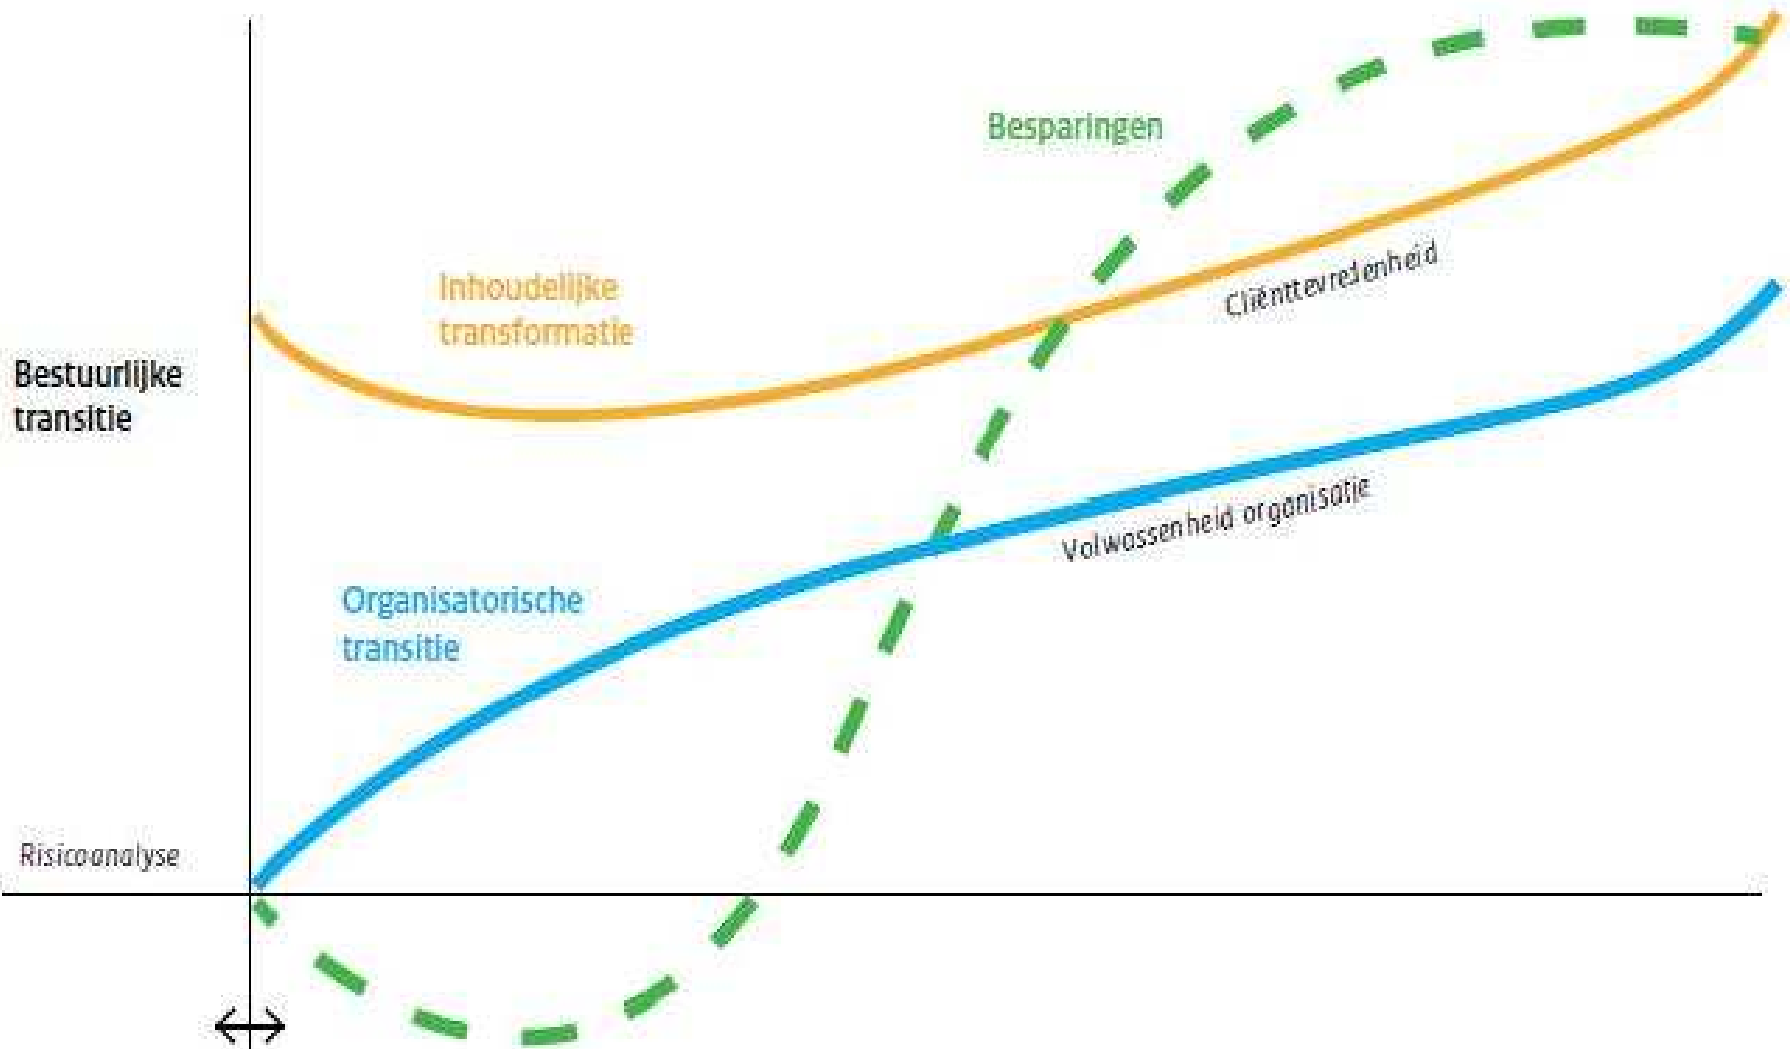 Besparingen
Inhoudelijke
transformatie
Cliënttevredenheid
Bestuurlijke
transitie
Volwassenheid organisatie
Organisatorische
transitie
Risicoanalyse